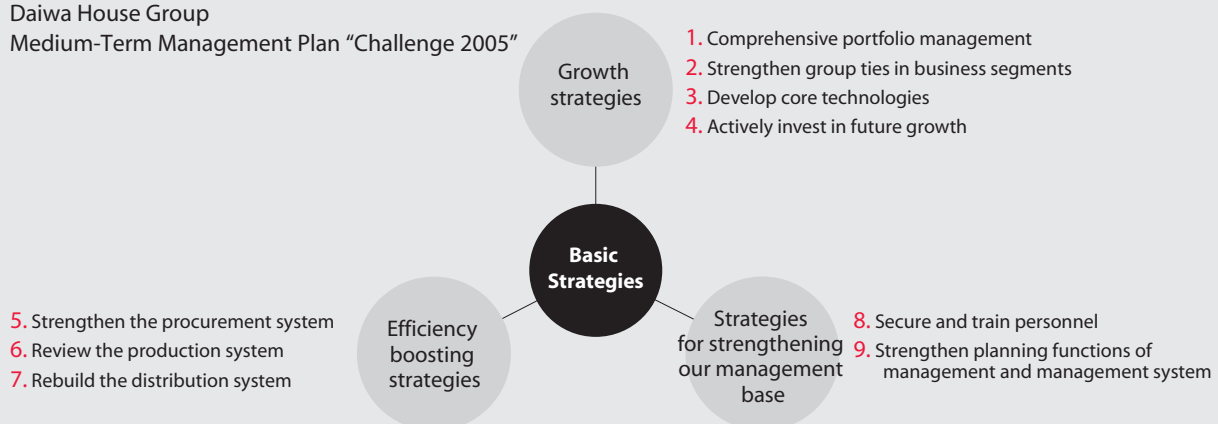 Daiwa House Group
Medium-Term Management Plan “Challenge 2005”
Growth
strategies
1. Comprehensive portfolio management
2. Strengthen group ties in business segments
3. Develop core technologies
4. Actively invest in future growth
Basic
Strategies
5. Strengthen the procurement system
6. Review the production system
7. Rebuild the distribution system
Efficiency
boosting
strategies
Strategies
for strengthening
our management
base
8. Secure and train personnel
9. Strengthen planning functions of
management and management system